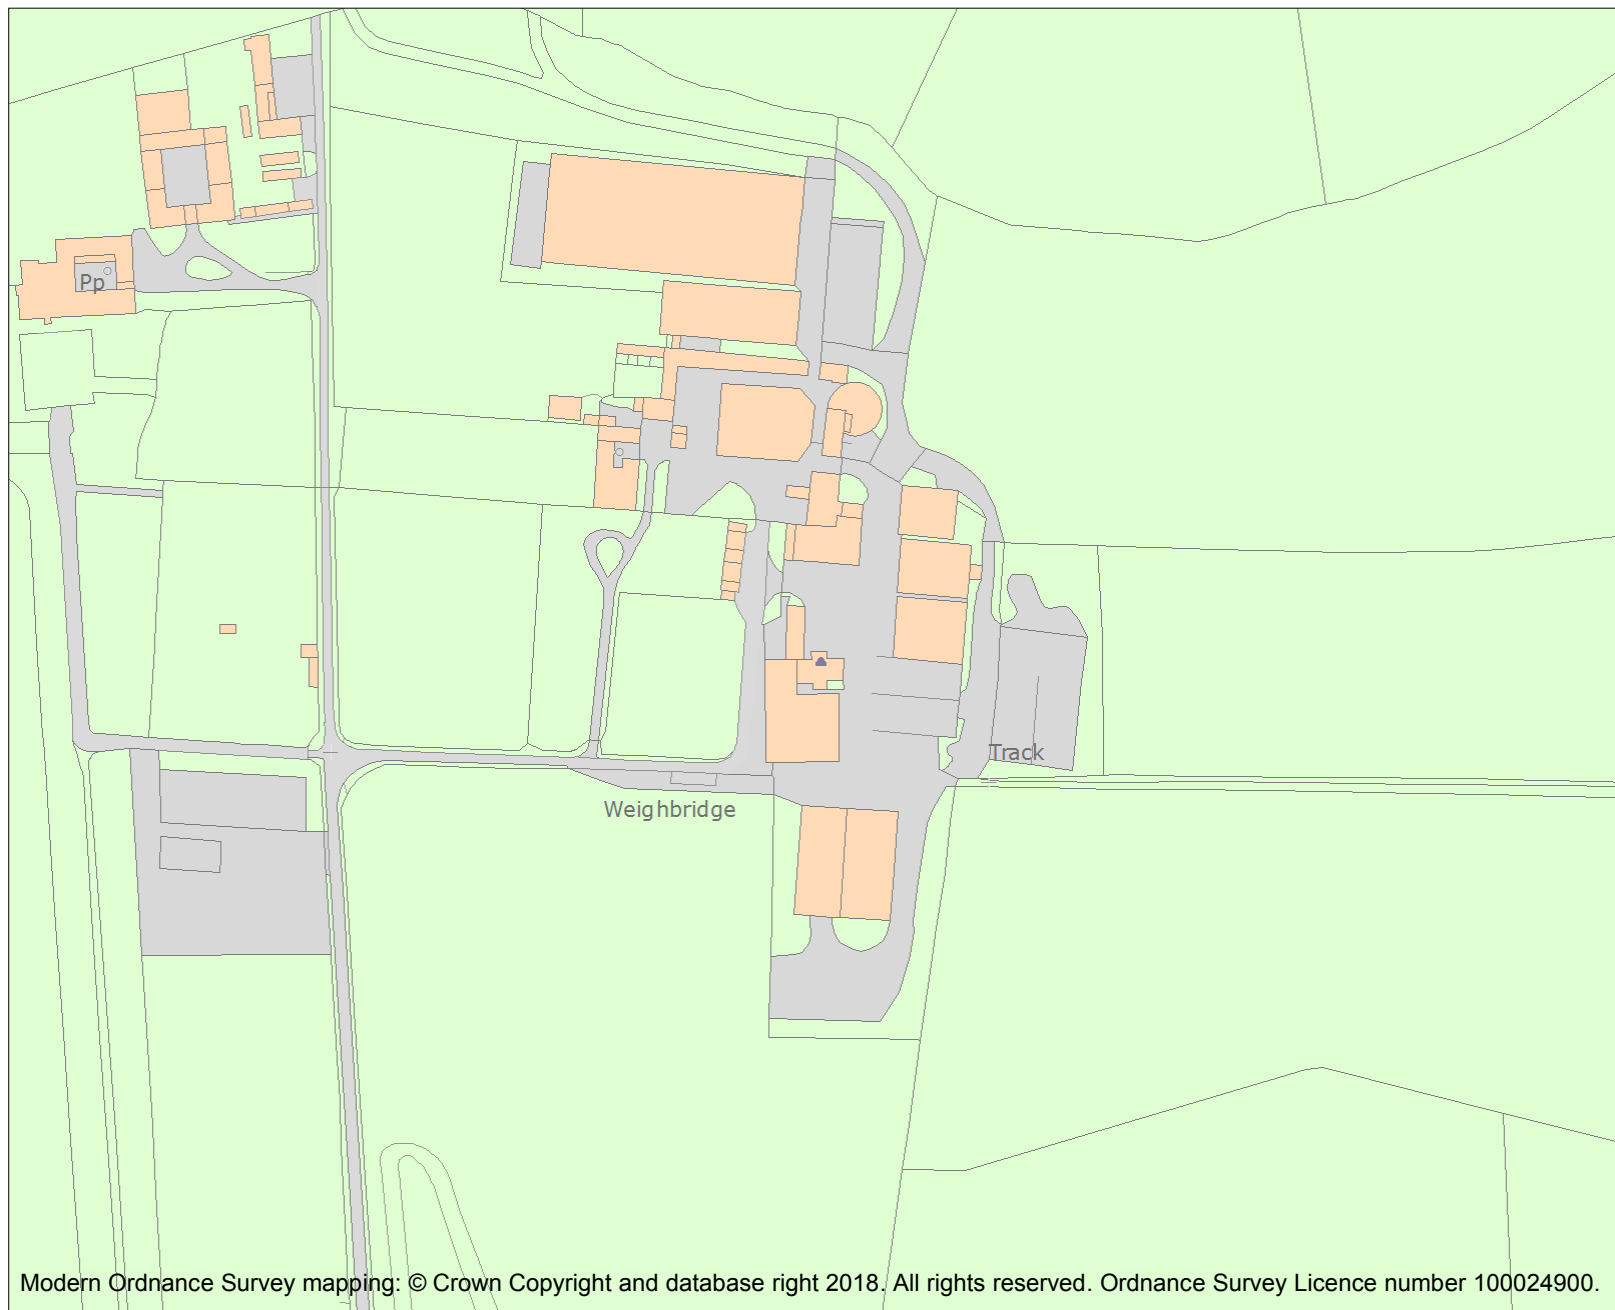 Pp
Track
Weighbridge
Modern Ordnance Survey mapping: © Crown Copyright and database right 2018. All rights reserved. Ordnance Survey Licence number 100024900.